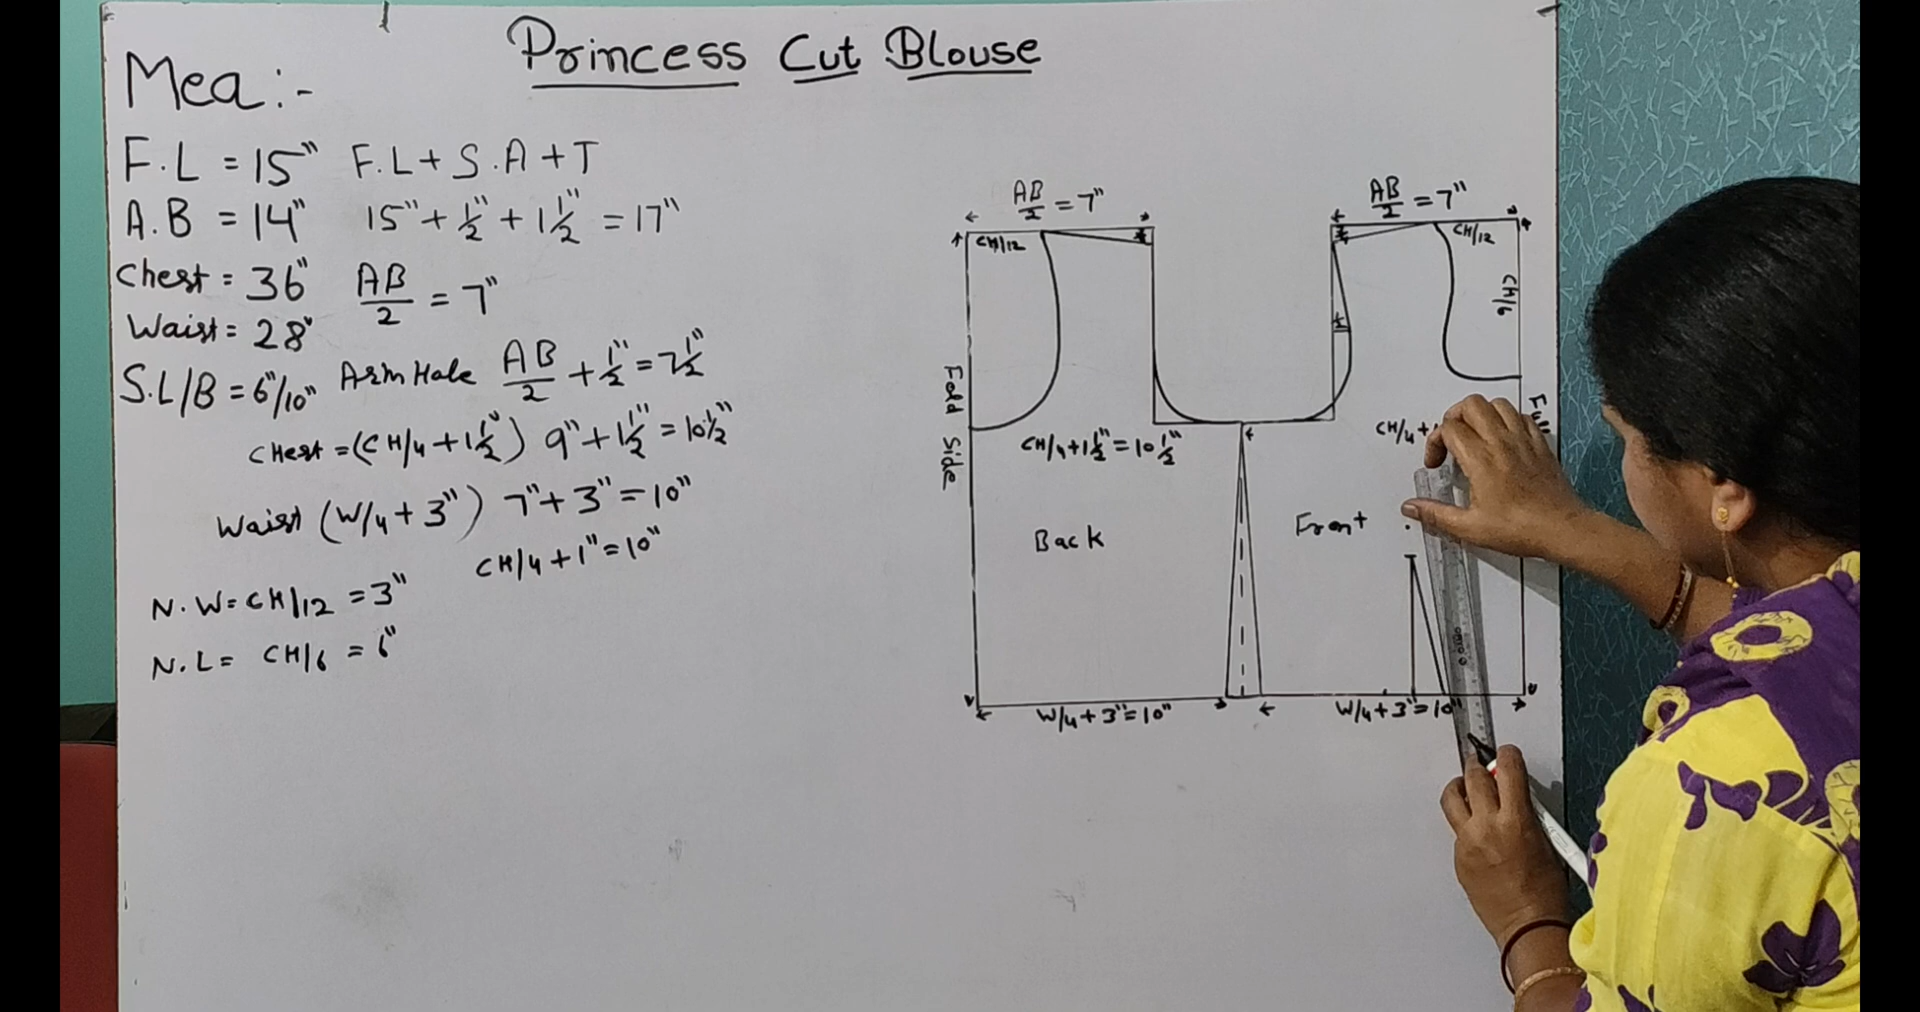 Princess Cut Blouse
Mea:-
F.L = 15" F.L + S.A + T
A.B = 14" 15" + 1/2" + 1 1/2" = 17"
Chest = 36" AB/2 = 7"
Waist = 28"
S.L/B = 6"/10" Arm Hole AB/2 + 1/2" = 7 1/2"
CHest = (CH/4 + 1 1/2") 9" + 1 1/2" = 10 1/2"
Waist (W/4 + 3") 7" + 3" = 10"
CH/4 + 1" = 10"
N.W = CH/12 = 3"
N.L = CH/6 = 6"
AB/2 = 7"
CH/12
Fold Side
CH/4 + 1 1/2" = 10 1/2"
Back
W/4 + 3" = 10"
AB/2 = 7"
CH/12
CH/6
CH/4 +
Front
W/4 + 3" = 10"